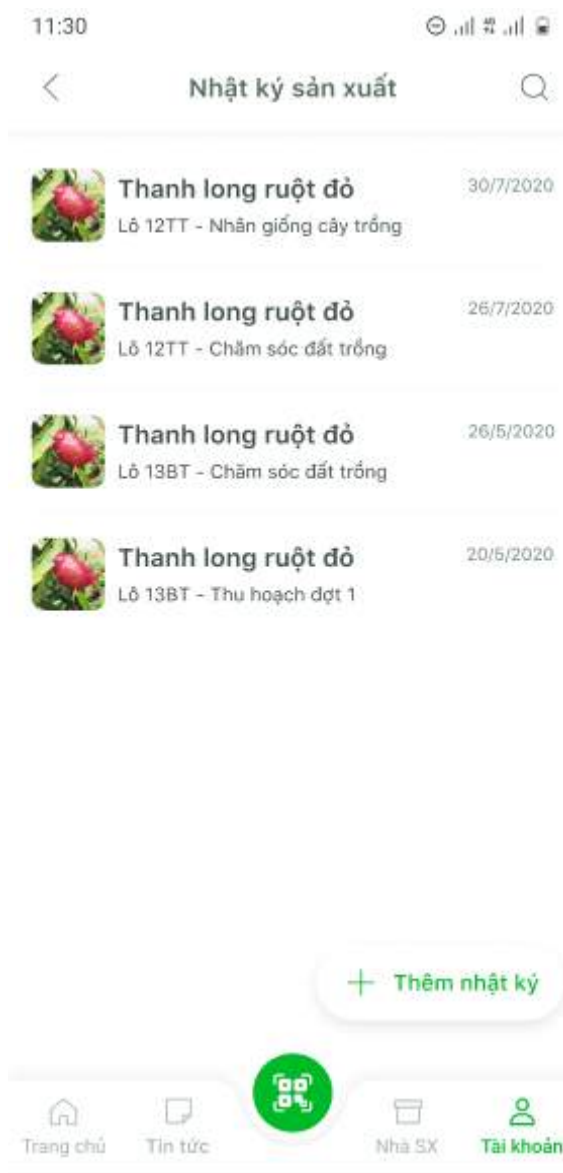 11:30
Nhật ký sản xuất
Thanh long ruột đỏ 30/7/2020
Lô 12TT - Nhân giống cây trồng
Thanh long ruột đỏ 26/7/2020
Lô 12TT - Chăm sóc đất trồng
Thanh long ruột đỏ 26/5/2020
Lô 13BT - Chăm sóc đất trồng
Thanh long ruột đỏ 20/5/2020
Lô 13BT - Thu hoạch đợt 1
+ Thêm nhật ký
Trang chủ Tin tức Nhà SX Tài khoản